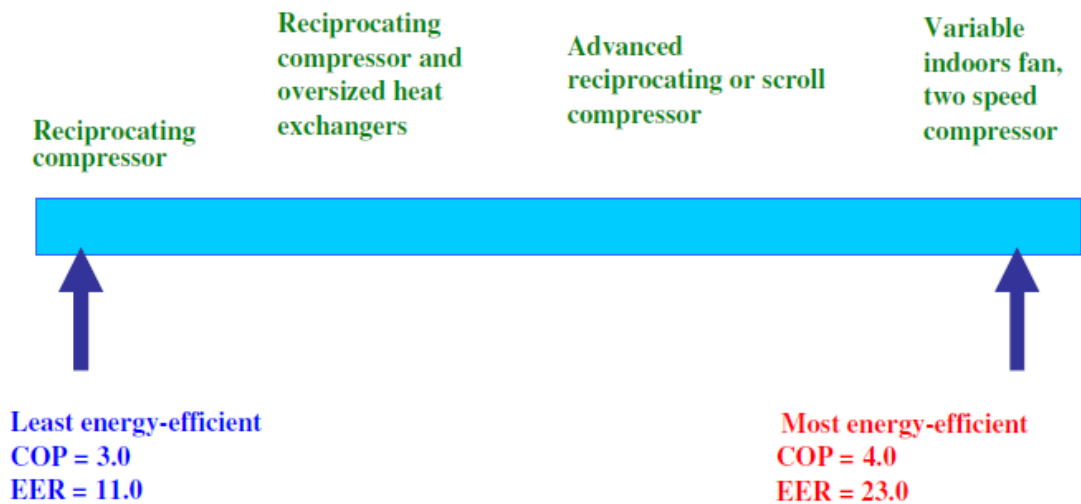 Reciprocating
compressor
Reciprocating
compressor and
oversized heat
exchangers
Advanced
reciprocating or scroll
compressor
Variable
indoors fan,
two speed
compressor
Least energy-efficient
COP = 3.0
EER = 11.0
Most energy-efficient
COP = 4.0
EER = 23.0